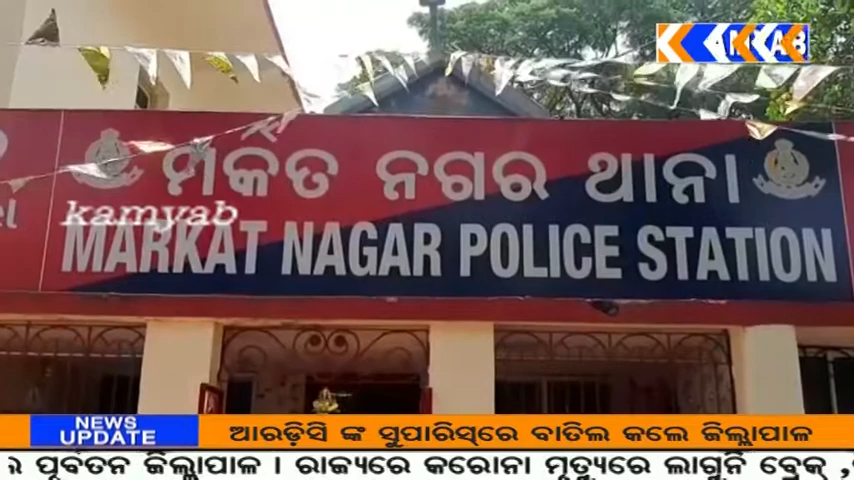 ମର୍କତ ନଗର ଥାନା
kamyab
MARKAT NAGAR POLICE STATION
NEWS UPDATE
ଆରଡ଼ିସି ଙ୍କ ସୁପାରିସ୍‌ରେ ବାତିଲ କଲେ ଜିଲ୍ଲାପାଳ
ପୂର୍ବତନ ଜିଲ୍ଲାପାଳ । ରାଜ୍ୟରେ କରୋନା ମୃତ୍ୟୁରେ ଲାଗୁନି ବ୍ରେକ୍ ,